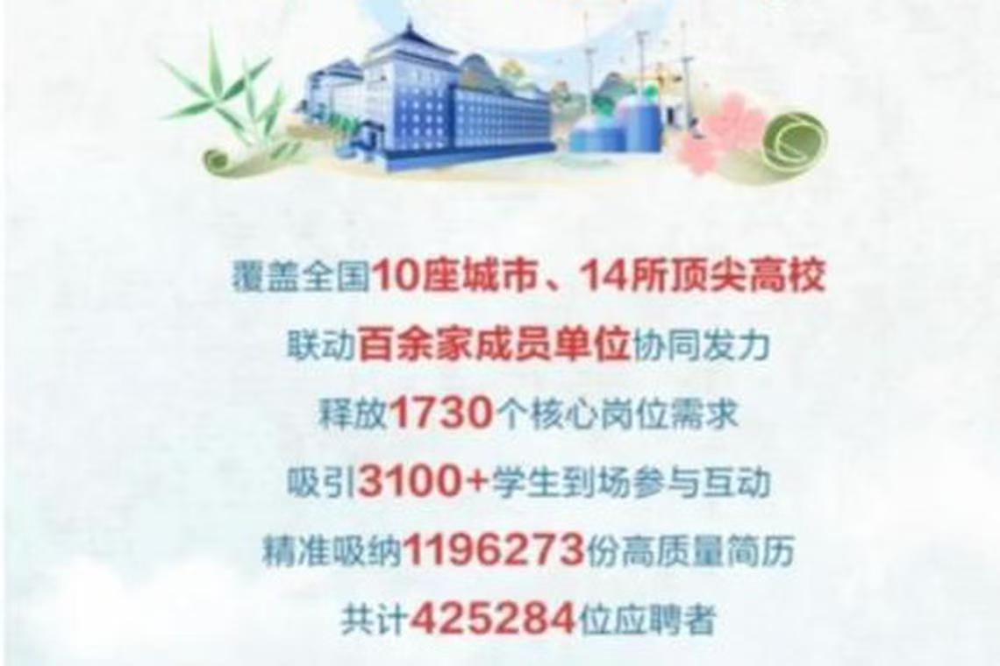 覆盖全国10座城市、14所顶尖高校
联动百余家成员单位协同发力
释放1730个核心岗位需求
吸引3100+学生到场参与互动
精准吸纳1196273份高质量简历
共计425284位应聘者